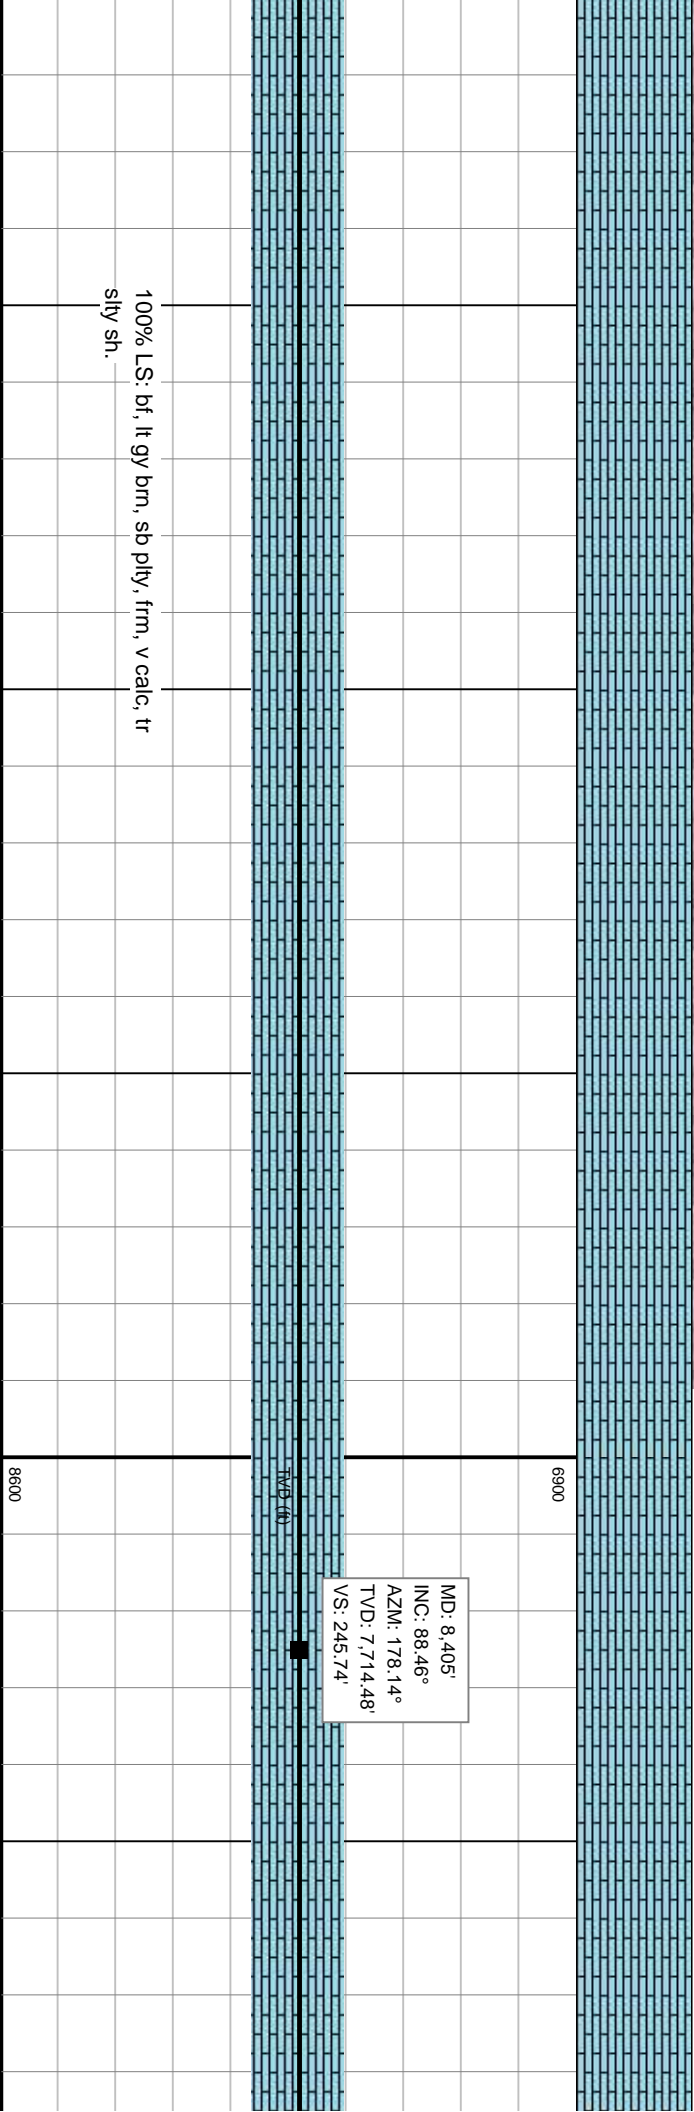 100% LS: bf, lt gy brn, sb plty, frm, v calc, tr
slty sh.
6900
TVD (ft)
8600
MD: 8,405'
INC: 88.46°
AZM: 178.14°
TVD: 7,714.48'
VS: 245.74'